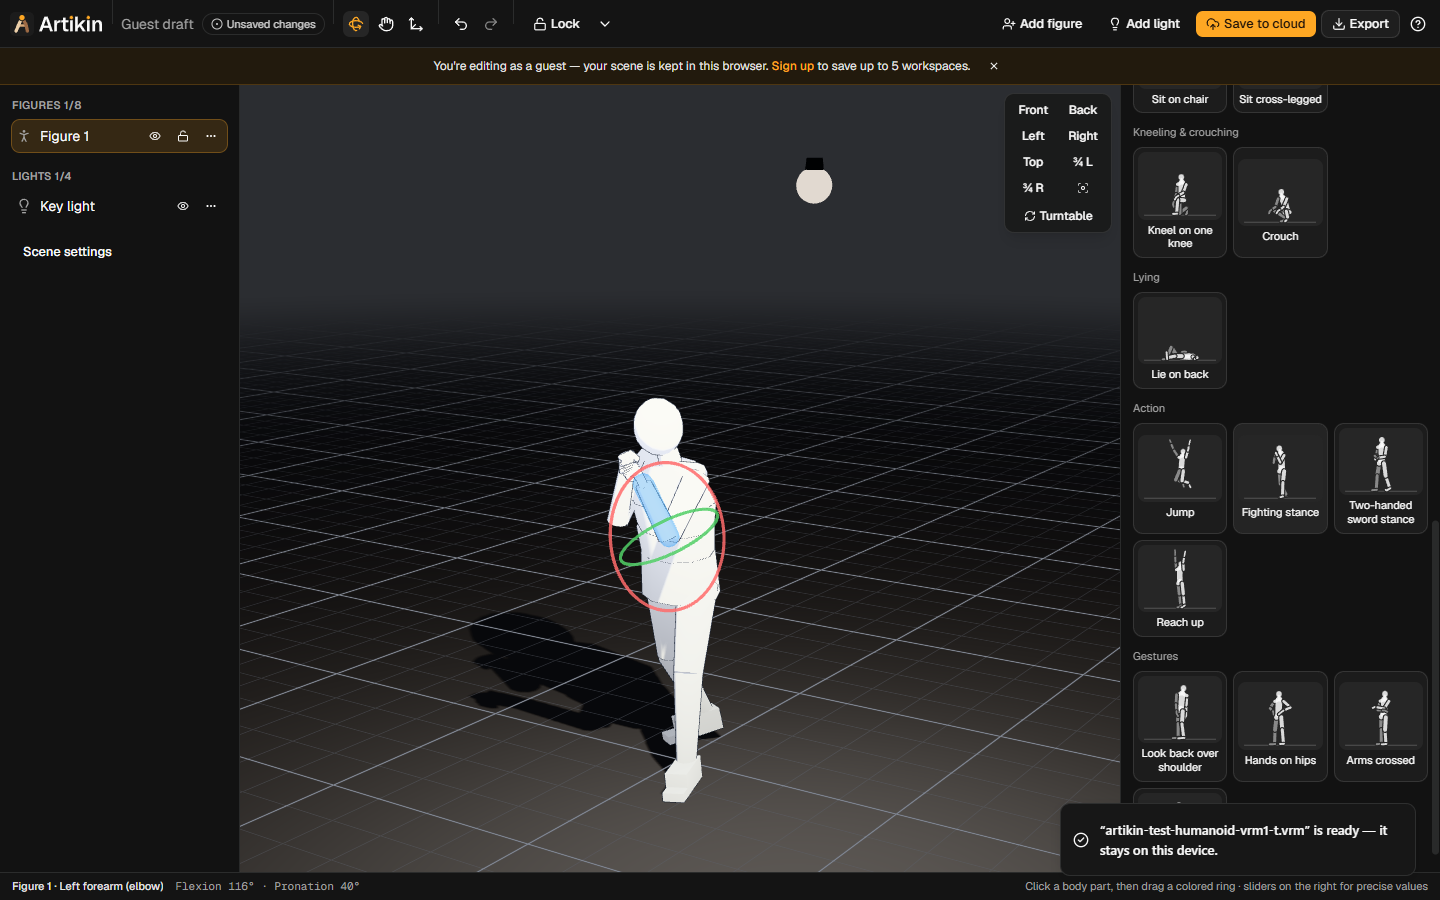 Artikin
Guest draft
Unsaved changes
Lock
Add figure
Add light
Save to cloud
Export
You're editing as a guest — your scene is kept in this browser. Sign up to save up to 5 workspaces.
FIGURES 1/8
Figure 1
LIGHTS 1/4
Key light
Scene settings
Front Back
Left Right
Top ¾ L
¾ R
Turntable
Sit on chair
Sit cross-legged
Kneeling & crouching
Kneel on one
knee
Crouch
Lying
Lie on back
Action
Jump
Fighting stance
Two-handed
sword stance
Reach up
Gestures
Look back over
shoulder
Hands on hips
Arms crossed
“artikin-test-humanoid-vrm1-t.vrm” is ready — it
stays on this device.
Figure 1 · Left forearm (elbow) Flexion 116° · Pronation 40°
Click a body part, then drag a colored ring · sliders on the right for precise values